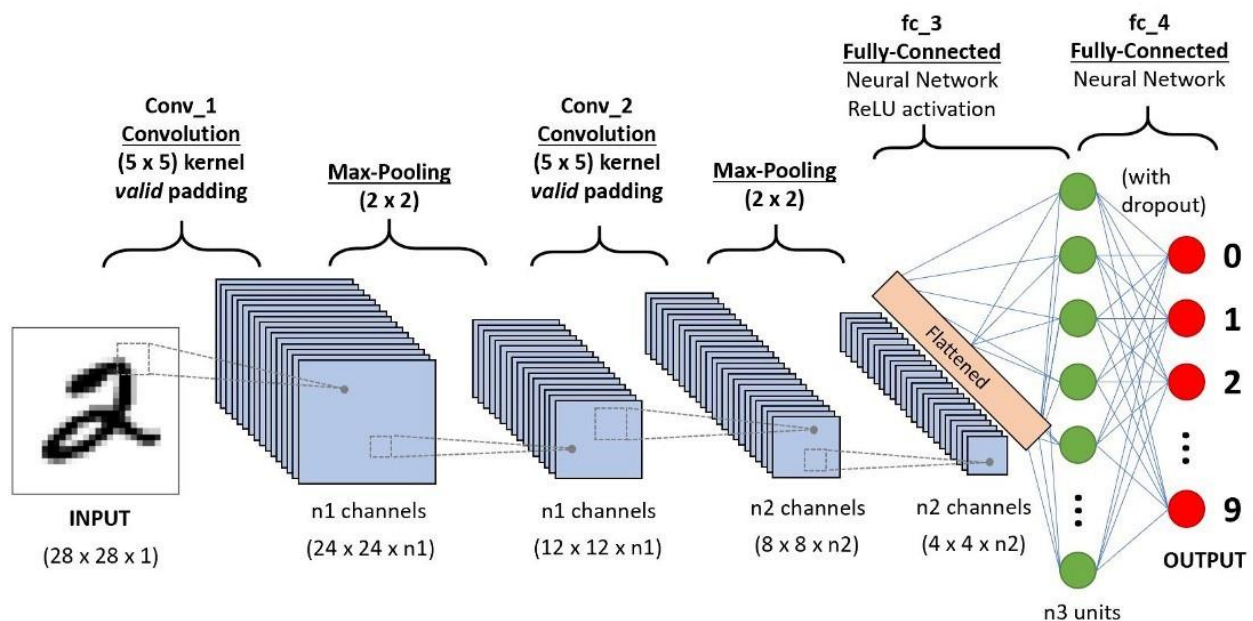 Conv_1
Convolution
(5 x 5) kernel
valid padding
Max-Pooling
(2 x 2)
Conv_2
Convolution
(5 x 5) kernel
valid padding
Max-Pooling
(2 x 2)
fc_3
Fully-Connected
Neural Network
ReLU activation
fc_4
Fully-Connected
Neural Network
(with
dropout)
Flattened
0
1
2
9
INPUT
(28 x 28 x 1)
n1 channels
(24 x 24 x n1)
n1 channels
(12 x 12 x n1)
n2 channels
(8 x 8 x n2)
n2 channels
(4 x 4 x n2)
OUTPUT
n3 units
2